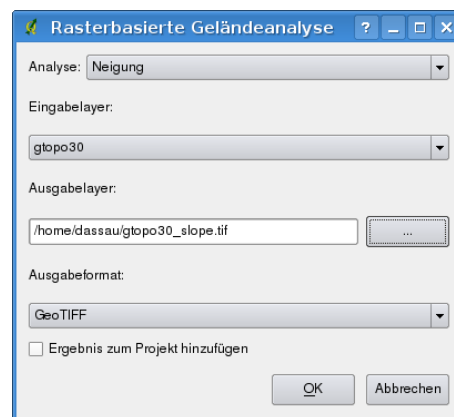 Rasterbasierte Geländeanalyse ? _ □ X
Analyse: Neigung
Eingabelayer:
gtopo30
Ausgabelayer:
/home/dassau/gtopo30_slope.tif ...
Ausgabeformat:
GeoTIFF
Ergebnis zum Projekt hinzufügen
OK Abbrechen